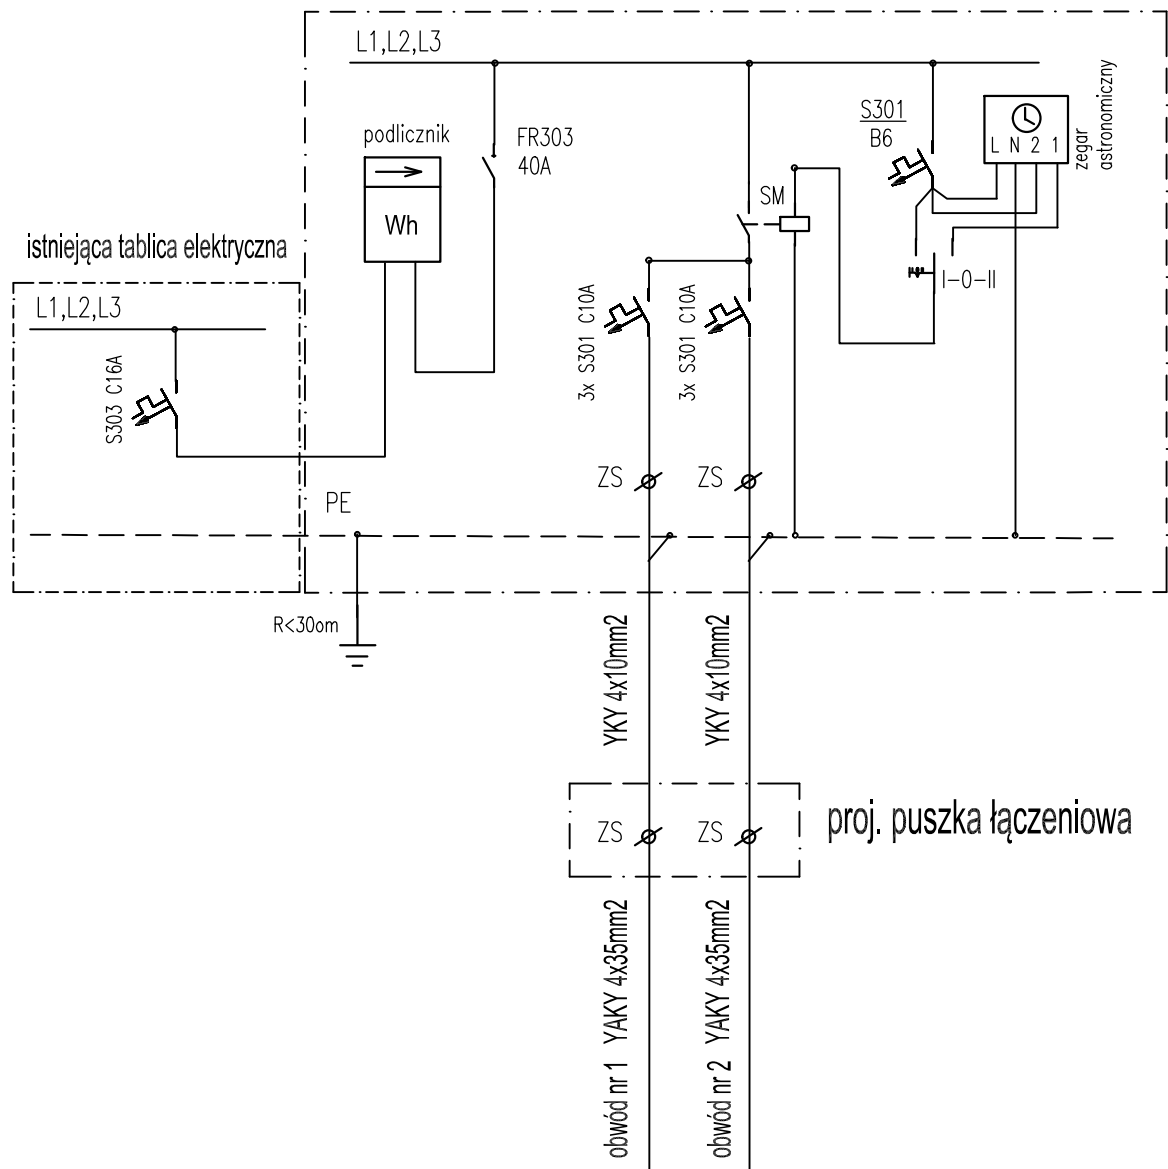 L1,L2,L3
podlicznik
Wh
FR303
40A
SM
S301
B6
L N 2 1
zegar
astronomiczny
I-0-II
istniejąca tablica elektryczna
L1,L2,L3
S303 C16A
3x S301 C10A
3x S301 C10A
ZS
ZS
PE
R<30om
YKY 4x10mm2
YKY 4x10mm2
ZS
ZS
proj. puszka łączeniowa
obwód nr 1 YAKY 4x35mm2
obwód nr 2 YAKY 4x35mm2